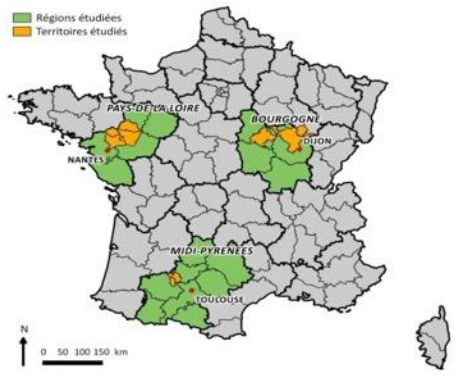 Régions étudiées
Territoires étudiés
PAYS-DE-LA LOIRE
BOURGOGNE
DIJON
NANTES
MIDI-PYRENEES
TOULOUSE
N
0 50 100 150 km